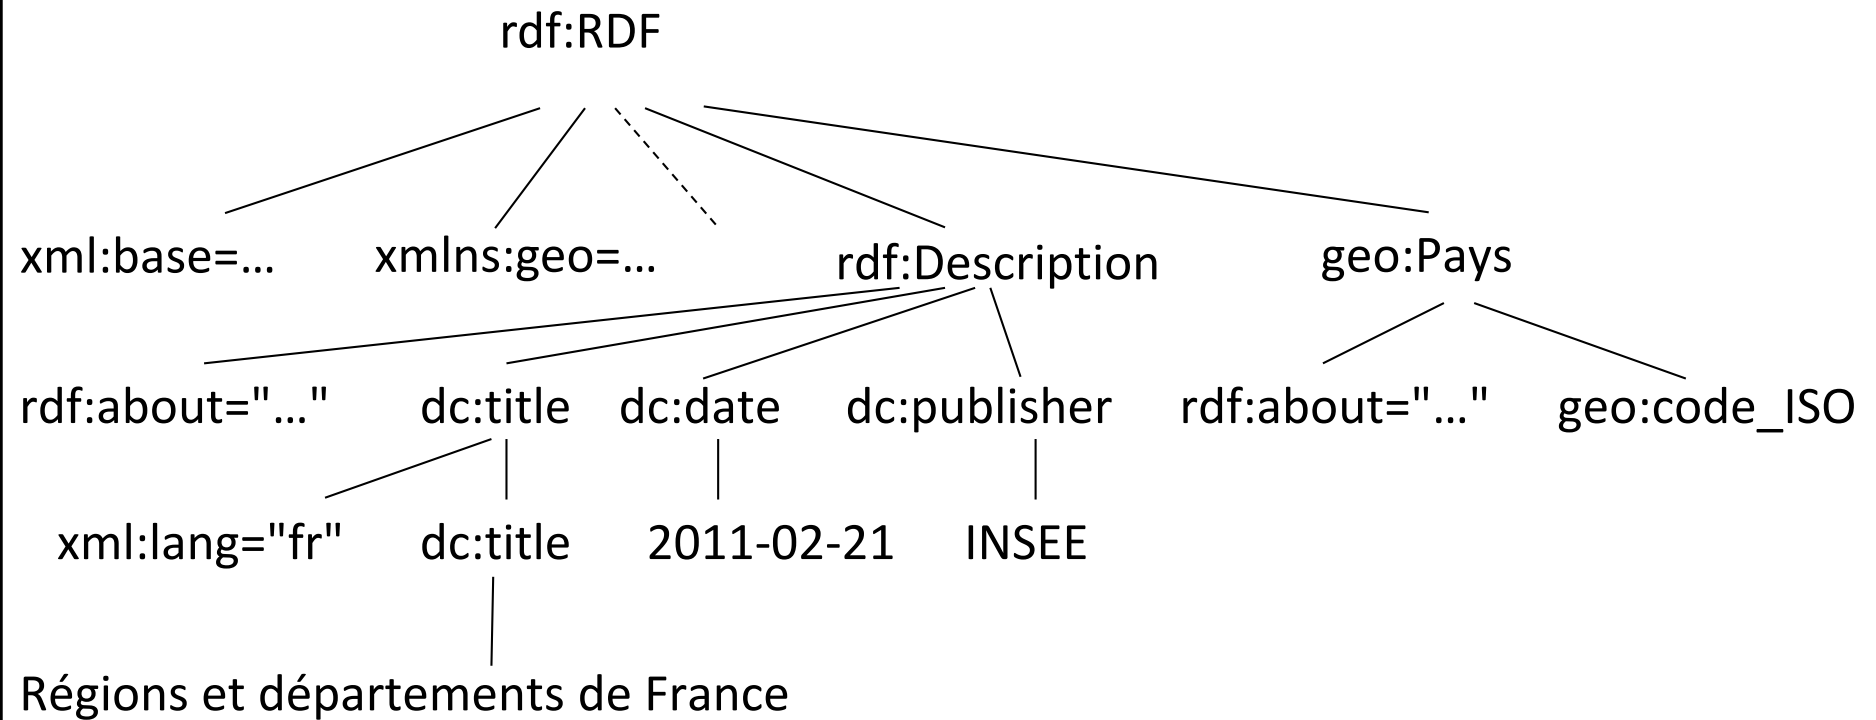 rdf:RDF
xml:base=... xmlns:geo=... rdf:Description geo:Pays
rdf:about="..." dc:title dc:date dc:publisher rdf:about="..." geo:code_ISO
xml:lang="fr" dc:title 2011-02-21 INSEE
Régions et départements de France